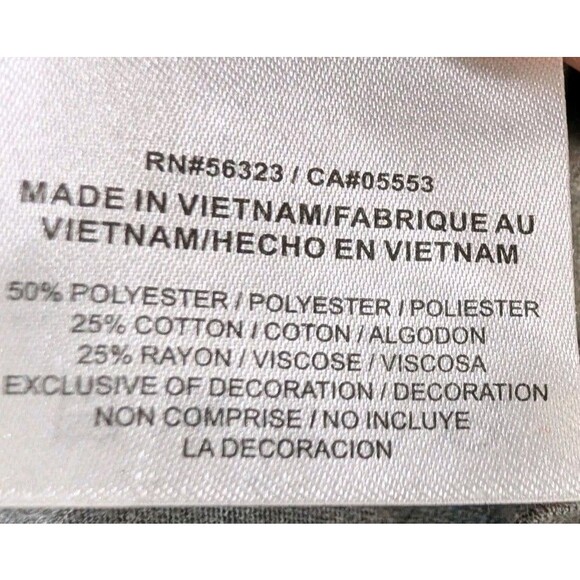 RN#56323 / CA#05553
MADE IN VIETNAM/FABRIQUE AU
VIETNAM/HECHO EN VIETNAM
50% POLYESTER / POLYESTER / POLIESTER
25% COTTON / COTON / ALGODON
25% RAYON / VISCOSE / VISCOSA
EXCLUSIVE OF DECORATION / DECORATION
NON COMPRISE / NO INCLUYE
LA DECORACION